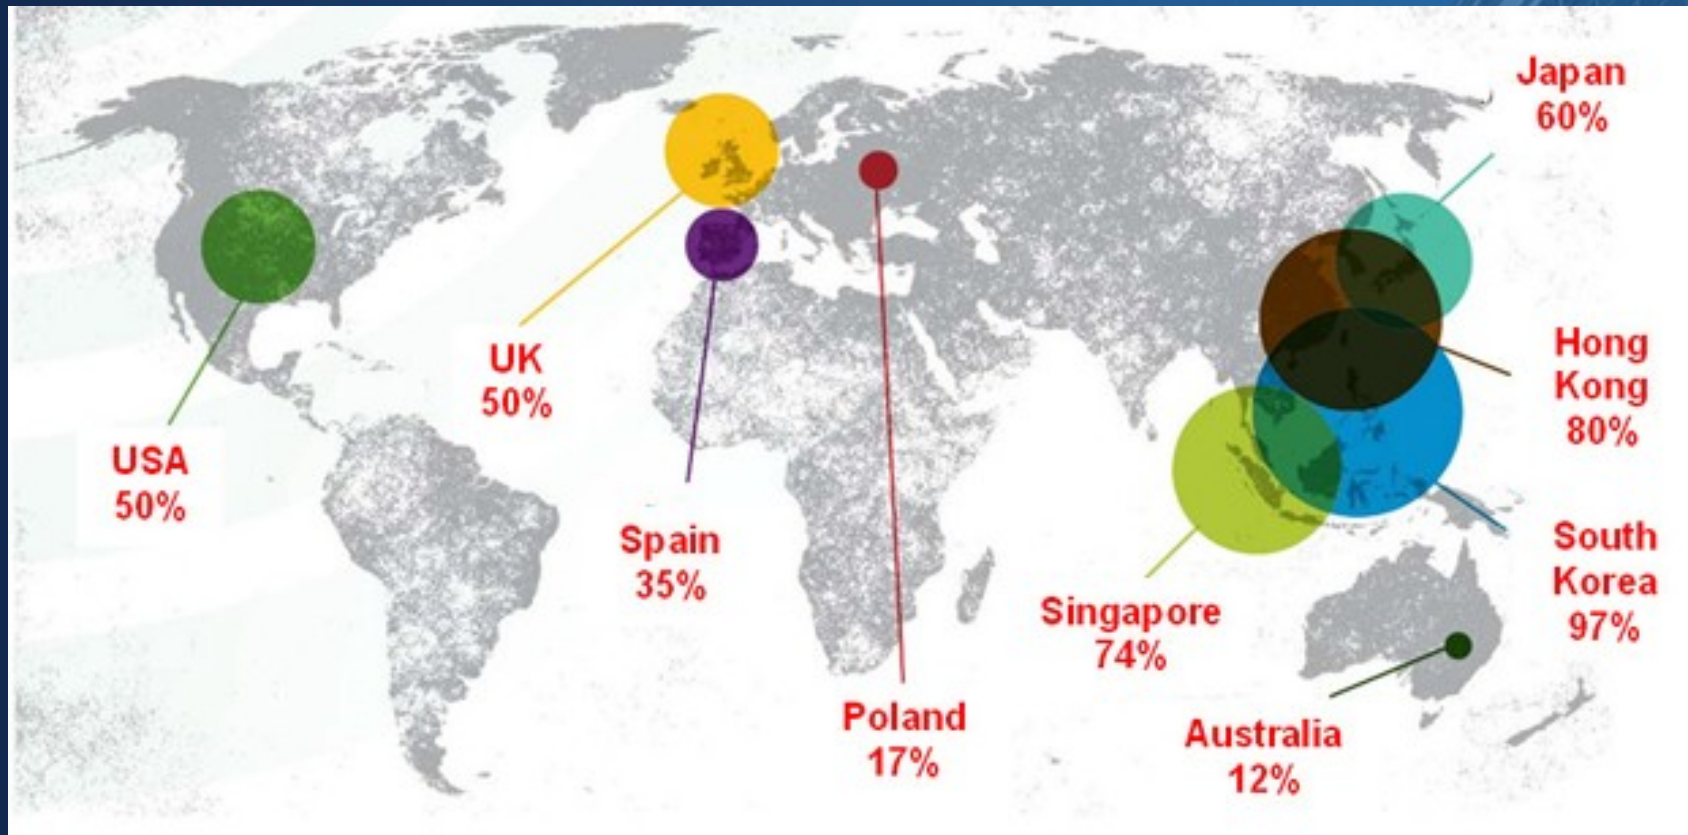 Japan
60%
UK
50%
Hong
Kong
80%
USA
50%
Spain
35%
South
Korea
97%
Singapore
74%
Poland
17%
Australia
12%